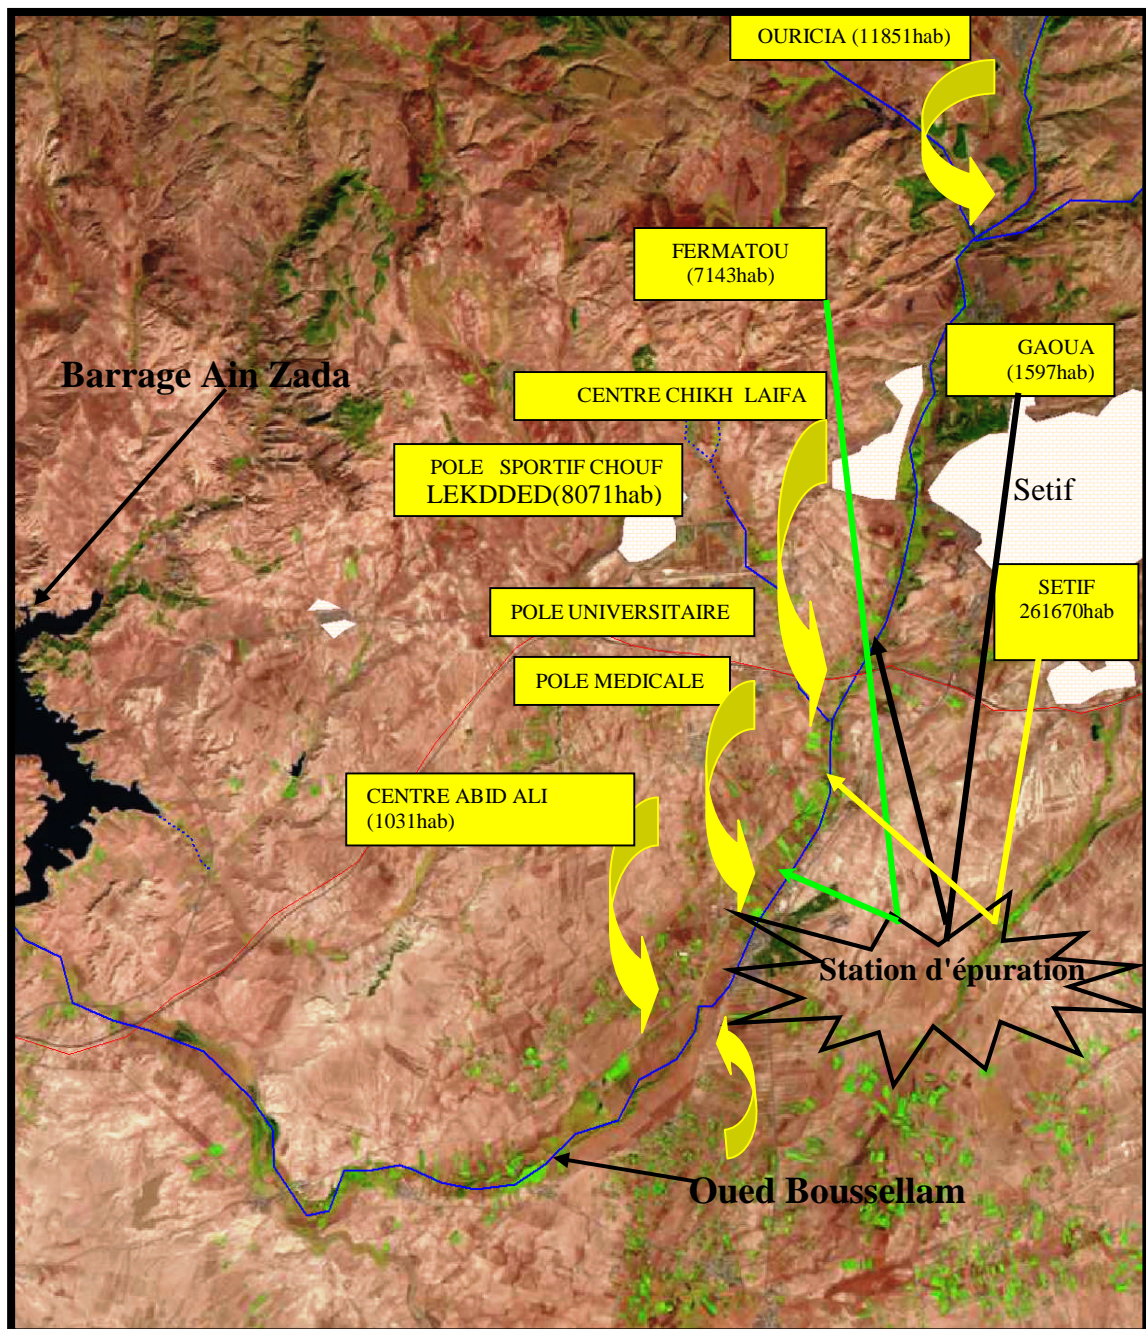 OURICIA (11851hab)
FERMATOU
(7143hab)
GAOUA
(1597hab)
Barrage Ain Zada
CENTRE CHIKH LAIFA
POLE SPORTIF CHOUF
LEKDDED(8071hab)
Setif
SETIF
261670hab
POLE UNIVERSITAIRE
POLE MEDICALE
CENTRE ABID ALI
(1031hab)
Station d'épuration
Oued Boussellam